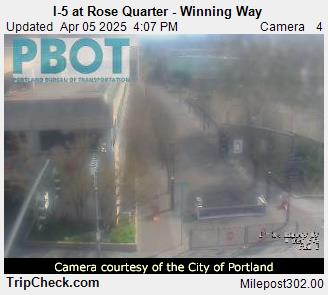 I-5 at Rose Quarter - Winning Way
Updated Apr 05 2025 4:07 PM Camera 4
PBOT
PORTLAND BUREAU OF TRANSPORTATION
Camera courtesy of the City of Portland
TripCheck.com Milepost302.00